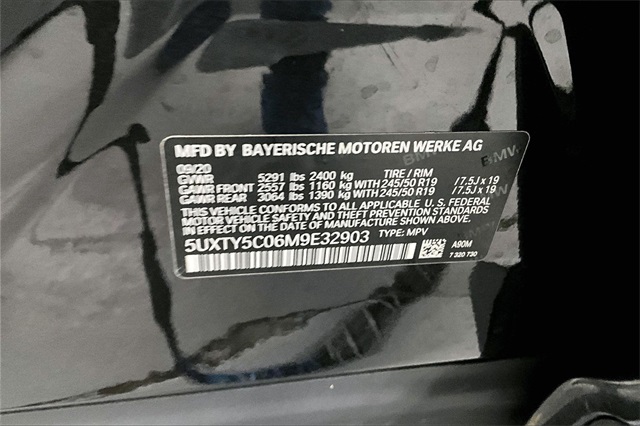 MFD BY BAYERISCHE MOTOREN WERKE AG
09/20
GVWR 5291 lbs 2400 kg TIRE / RIM
GAWR FRONT 2557 lbs 1160 kg WITH 245/50 R19 / 7.5J x 19
GAWR REAR 3064 lbs 1390 kg WITH 245/50 R19 / 7.5J x 19
THIS VEHICLE CONFORMS TO ALL APPLICABLE U.S. FEDERAL
MOTOR VEHICLE SAFETY AND THEFT PREVENTION STANDARDS
IN EFFECT ON THE DATE OF MANUFACTURE SHOWN ABOVE.
5UXTY5C06M9E32903 TYPE: MPV
A90M
7 320 730